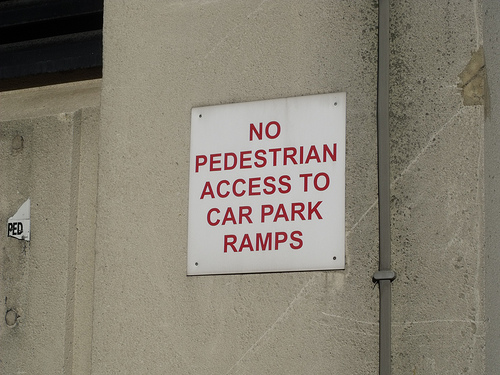 NO
PEDESTRIAN
ACCESS TO
CAR PARK
RAMPS
PED